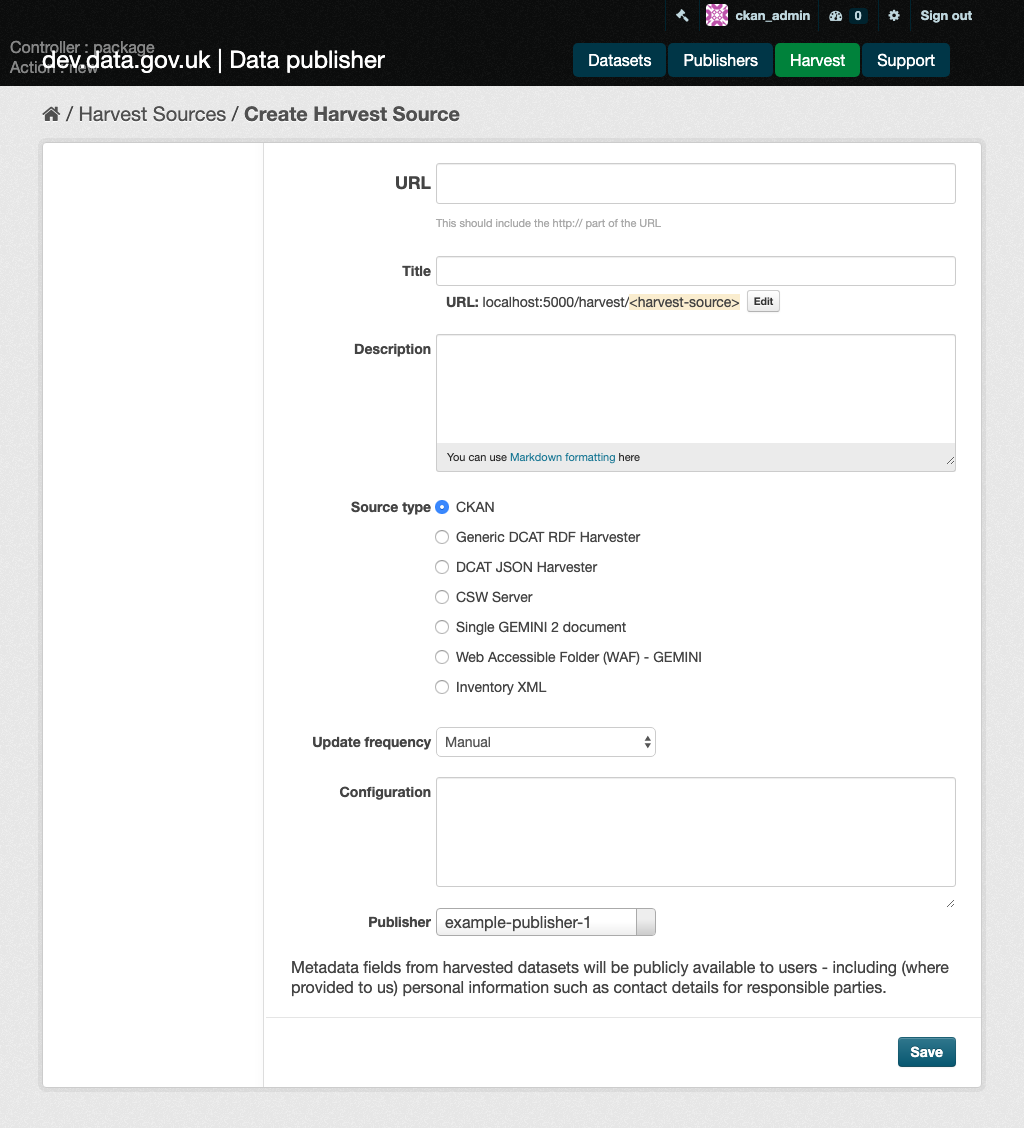 ckan_admin 0 Sign out
Controller : package
Action : new
dev.data.gov.uk | Data publisher
Datasets Publishers Harvest Support
/ Harvest Sources / Create Harvest Source
URL
This should include the http:// part of the URL
Title
URL: localhost:5000/harvest/<harvest-source> Edit
Description
You can use Markdown formatting here
Source type CKAN
Generic DCAT RDF Harvester
DCAT JSON Harvester
CSW Server
Single GEMINI 2 document
Web Accessible Folder (WAF) - GEMINI
Inventory XML
Update frequency Manual
Configuration
Publisher example-publisher-1
Metadata fields from harvested datasets will be publicly available to users - including (where
provided to us) personal information such as contact details for responsible parties.
Save